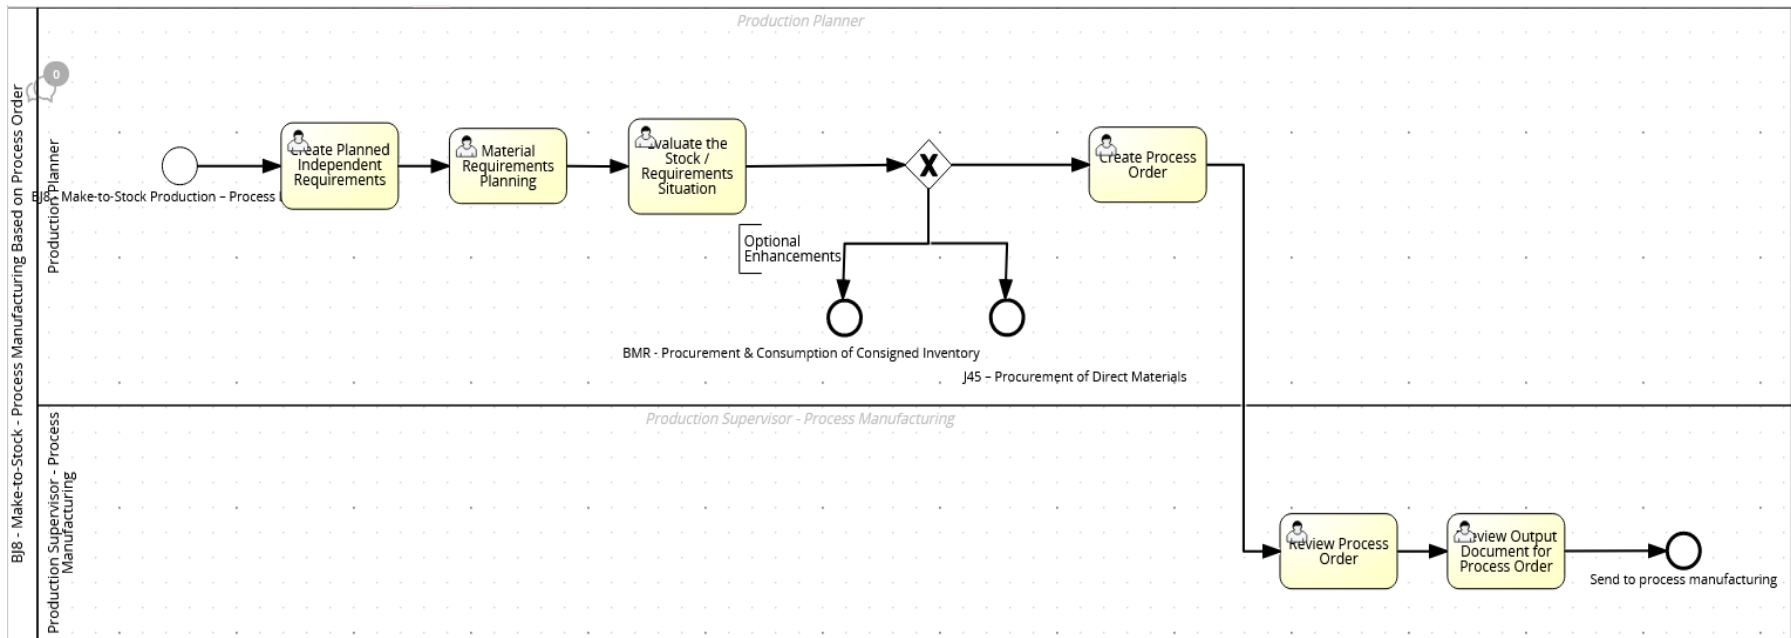 Production Planner
0
BJ8 - Make-to-Stock - Process Manufacturing Based on Process Order
Production Planner
BJ8 - Make-to-Stock Production – Process
Create Planned
Independent
Requirements
Material
Requirements
Planning
Evaluate the
Stock /
Requirements
Situation
X
Create Process
Order
Optional
Enhancements
BMR - Procurement & Consumption of Consigned Inventory
J45 – Procurement of Direct Materials
Production Supervisor - Process Manufacturing
Production Supervisor - Process
Manufacturing
Review Process
Order
Review Output
Document for
Process Order
Send to process manufacturing